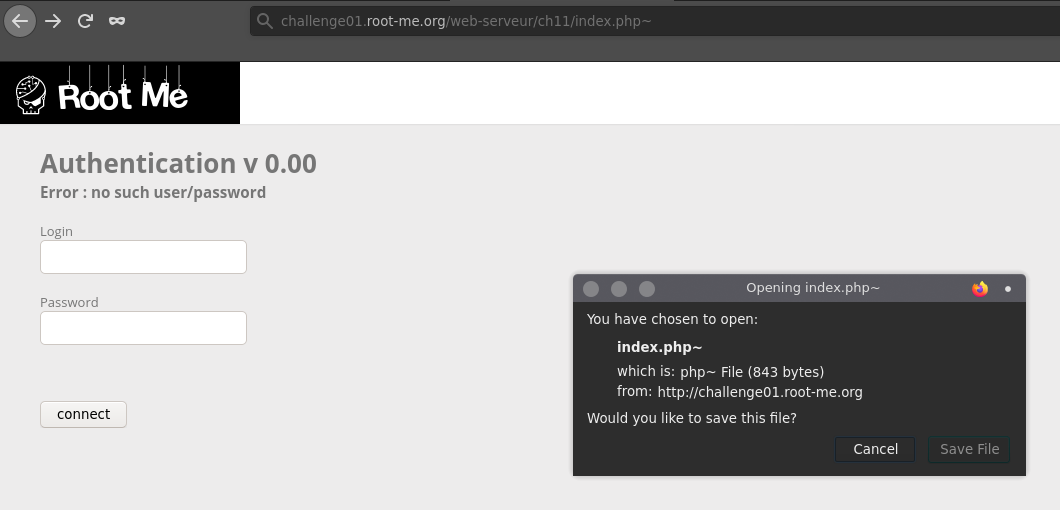 challenge01.root-me.org/web-serveur/ch11/index.php~
Root Me
Authentication v 0.00
Error : no such user/password
Login
Password
connect
Opening index.php~
You have chosen to open:
index.php~
which is: php~ File (843 bytes)
from: http://challenge01.root-me.org
Would you like to save this file?
Cancel
Save File